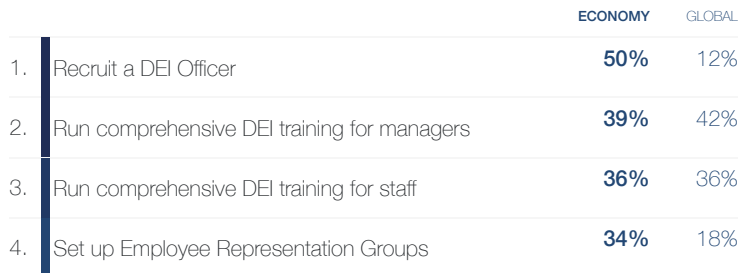 ECONOMY GLOBAL
1. Recruit a DEI Officer 50% 12%
2. Run comprehensive DEI training for managers 39% 42%
3. Run comprehensive DEI training for staff 36% 36%
4. Set up Employee Representation Groups 34% 18%